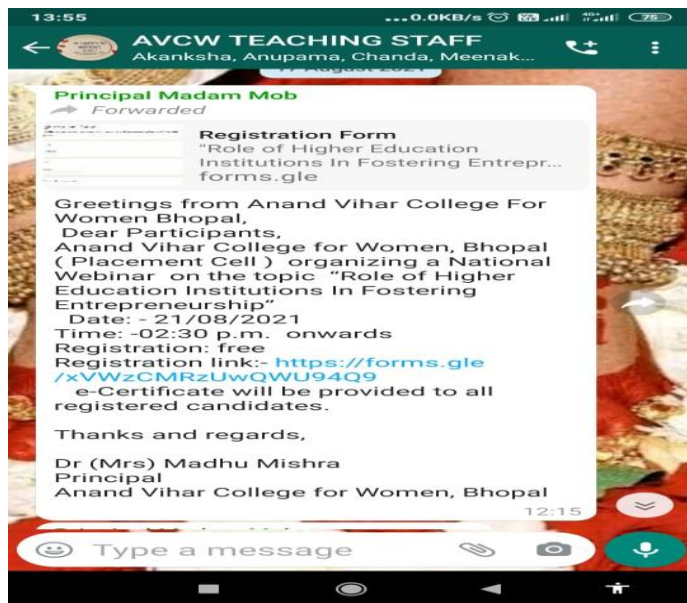 13:55
...0.0KB/s
4G+
75
AVCW TEACHING STAFF
Akanksha, Anupama, Chanda, Meenak...
17 August 2021
Principal Madam Mob
Forwarded
Registration Form
"Role of Higher Education
Institutions In Fostering Entrepr...
forms.gle
Greetings from Anand Vihar College For
Women Bhopal,
Dear Participants,
Anand Vihar College for Women, Bhopal
( Placement Cell ) organizing a National
Webinar on the topic "Role of Higher
Education Institutions In Fostering
Entrepreneurship"
Date: - 21/08/2021
Time: -02:30 p.m. onwards
Registration: free
Registration link:- https://forms.gle
/xVWzCMRzUwQWU94Q9
e-Certificate will be provided to all
registered candidates.
Thanks and regards,
Dr (Mrs) Madhu Mishra
Principal
Anand Vihar College for Women, Bhopal
12:15
Type a message